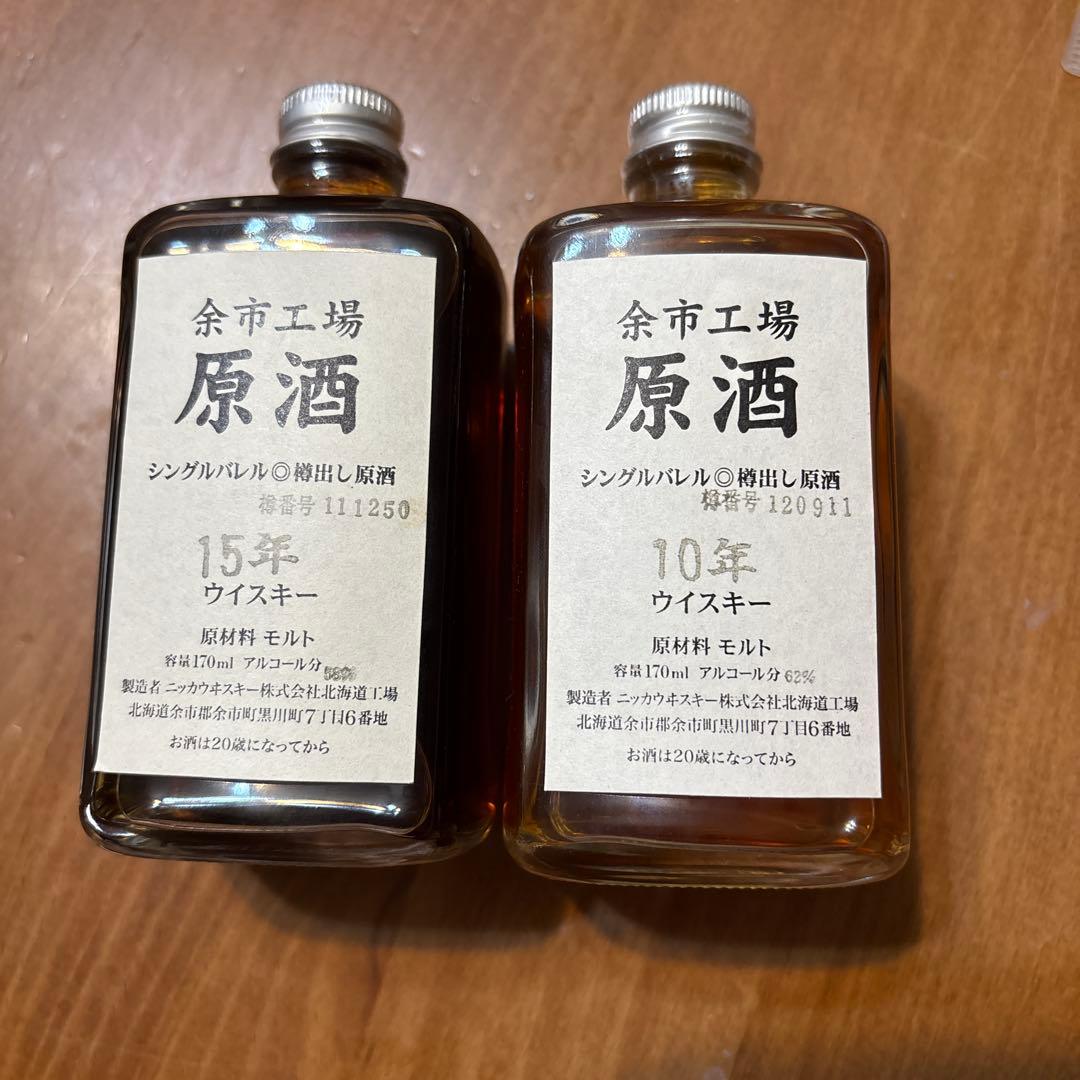 余市工場
原酒
シングルバレル◎樽出し原酒
樽番号 111250
15年
ウイスキー
原材料 モルト
容量170ml アルコール分
製造者 ニッカウヰスキー株式会社北海道工場
北海道余市郡余市町黒川町7丁目6番地
お酒は20歳になってから
余市工場
原酒
シングルバレル◎樽出し原酒
樽番号 120911
10年
ウイスキー
原材料 モルト
容量170ml アルコール分 62%
製造者 ニッカウヰスキー株式会社北海道工場
北海道余市郡余市町黒川町7丁目6番地
お酒は20歳になってから